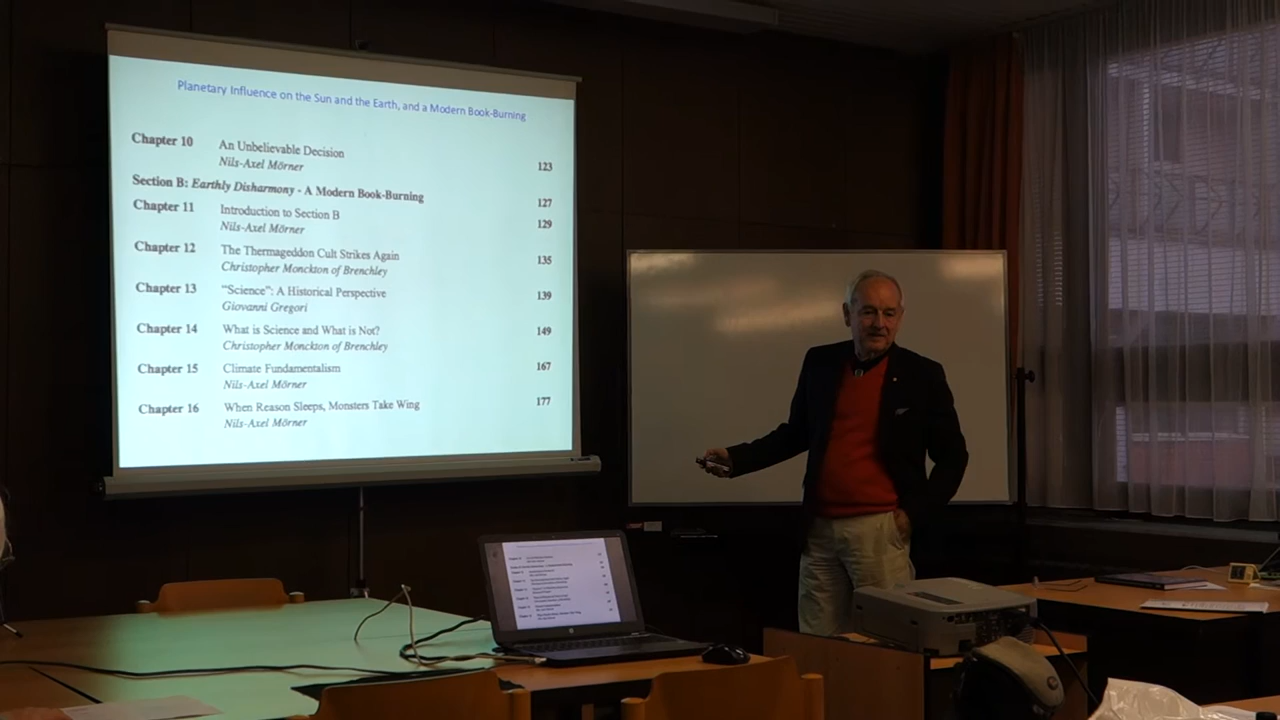 Planetary Influence on the Sun and the Earth, and a Modern Book-Burning
Chapter 10 An Unbelievable Decision
Nils-Axel Mörner 123
Section B: Earthly Disharmony - A Modern Book-Burning 127
Chapter 11 Introduction to Section B 129
Nils-Axel Mörner
Chapter 12 The Thermageddon Cult Strikes Again 135
Christopher Monckton of Brenchley
Chapter 13 "Science": A Historical Perspective 139
Giovanni Gregori
Chapter 14 What is Science and What is Not? 149
Christopher Monckton of Brenchley
Chapter 15 Climate Fundamentalism 167
Nils-Axel Mörner
Chapter 16 When Reason Sleeps, Monsters Take Wing 177
Nils-Axel Mörner